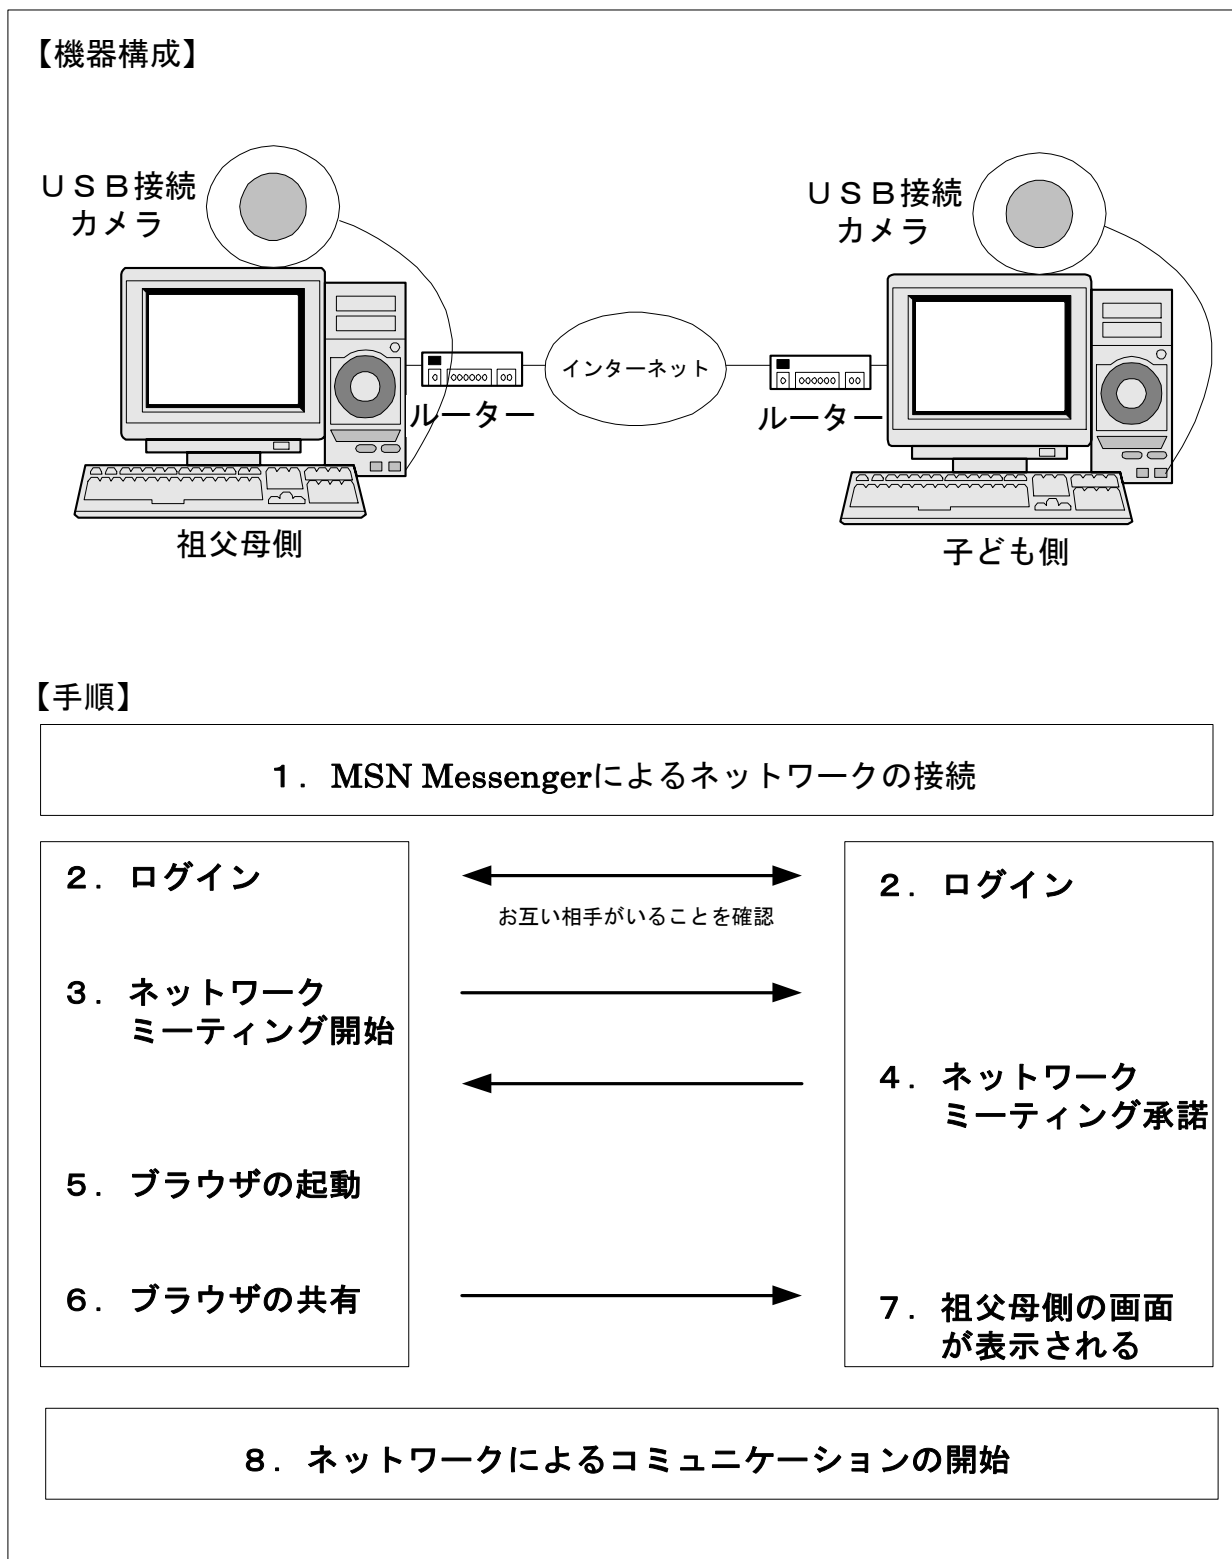 【機器構成】
ＵＳＢ接続
カメラ
ＵＳＢ接続
カメラ
インターネット
ルーター
ルーター
祖父母側
子ども側
【手順】
１．MSN Messengerによるネットワークの接続
２．ログイン
２．ログイン
お互い相手がいることを確認
３．ネットワーク
ミーティング開始
４．ネットワーク
ミーティング承諾
５．ブラウザの起動
６．ブラウザの共有
７．祖父母側の画面
が表示される
８．ネットワークによるコミュニケーションの開始